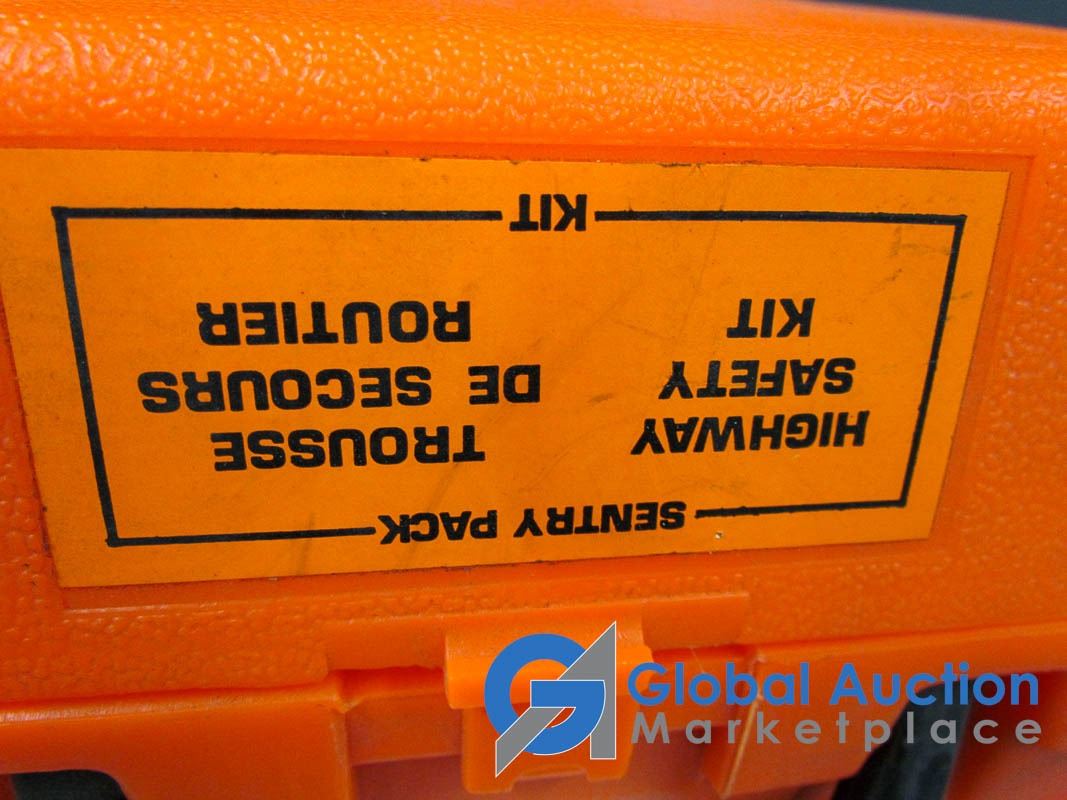 SENTRY PACK
HIGHWAY
SAFETY
KIT
TROUSSE
DE SECOURS
ROUTIER
KIT
Global Auction
Marketplace